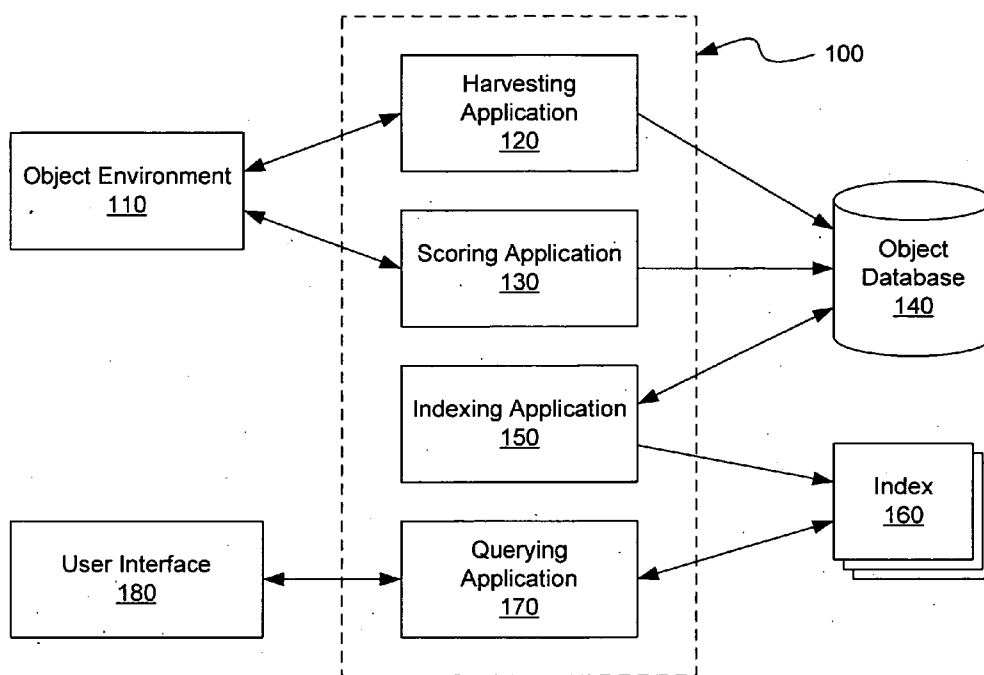 100
Harvesting
Application
120
Object Environment
110
Scoring Application
130
Object
Database
140
Indexing Application
150
Index
160
User Interface
180
Querying
Application
170